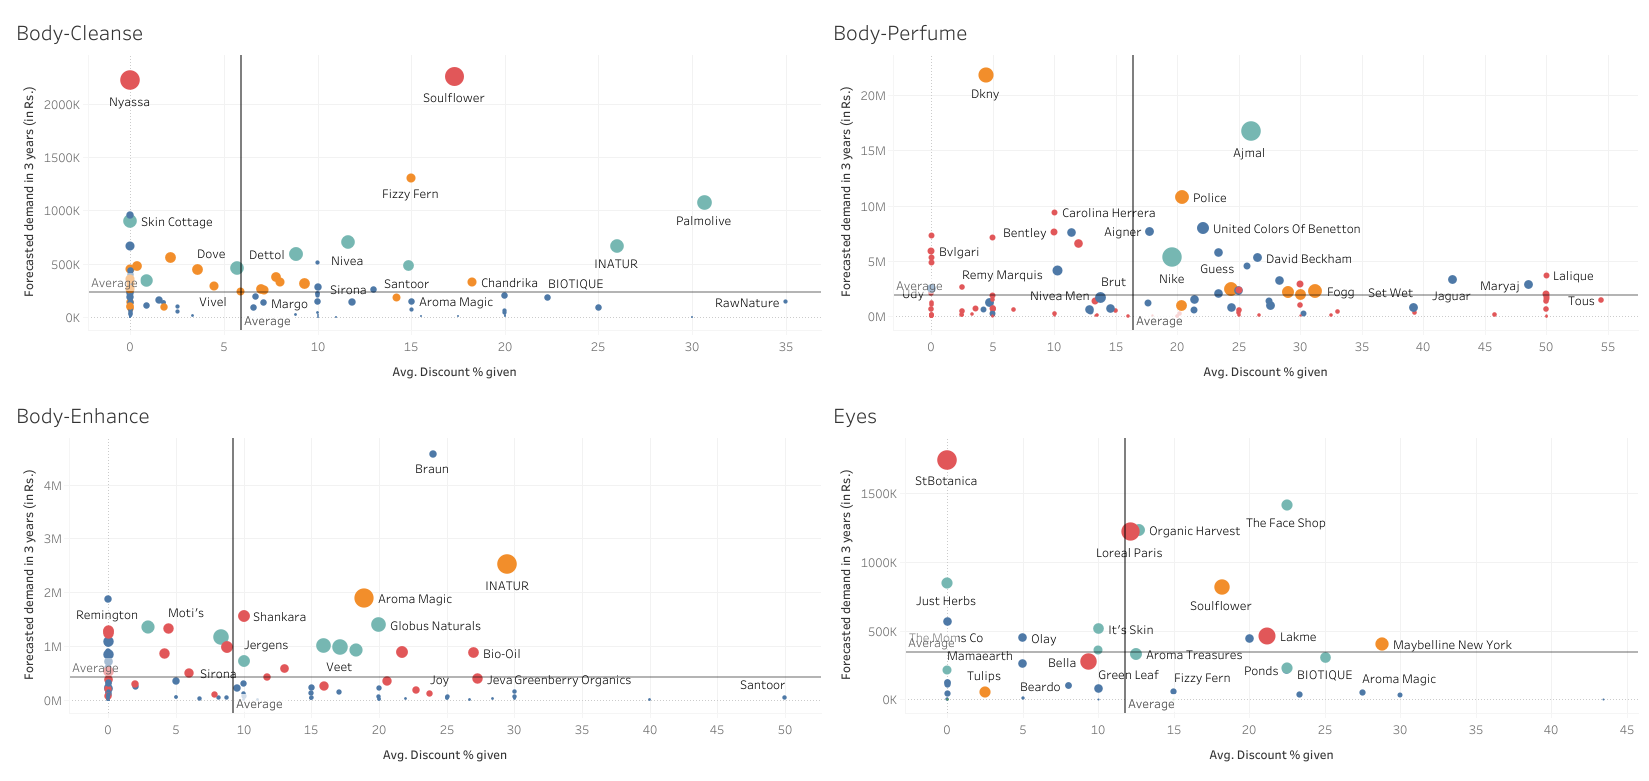 Body-Cleanse
Forecasted demand in 3 years (in Rs.)
2000K
1500K
1000K
500K
0K
Nyassa
Soulflower
Fizzy Fern
Palmolive
Skin Cottage
Dove
Dettol
Nivea
INATUR
Average
Vivel
Margo
Sirona
Santoor
Chandrika
BIOTIQUE
Aroma Magic
RawNature
Average
0
5
10
15
20
25
30
35
Avg. Discount % given
Body-Perfume
Forecasted demand in 3 years (in Rs.)
20M
15M
10M
5M
0M
Dkny
Ajmal
Police
Carolina Herrera
Bentley
Aigner
United Colors Of Benetton
Bvlgari
Remy Marquis
Brut
Nike
Guess
David Beckham
Lalique
Average
Udy
Nivea Men
Fogg
Set Wet
Jaguar
Maryaj
Tous
Average
0
5
10
15
20
25
30
35
40
45
50
55
Avg. Discount % given
Body-Enhance
Forecasted demand in 3 years (in Rs.)
4M
3M
2M
1M
0M
Braun
INATUR
Aroma Magic
Remington
Moti's
Shankara
Globus Naturals
Jergens
Veet
Bio-Oil
Average
Sirona
Joy
Jeva
Greenberry Organics
Santoor
Average
0
5
10
15
20
25
30
35
40
45
50
Avg. Discount % given
Eyes
Forecasted demand in 3 years (in Rs.)
1500K
1000K
500K
0K
StBotanica
The Face Shop
Organic Harvest
Loreal Paris
Just Herbs
Soulflower
The Moms Co
Average
Olay
It's Skin
Lakme
Maybelline New York
Mamaearth
Bella
Aroma Treasures
Tulips
Beardo
Green Leaf
Fizzy Fern
Ponds
BIOTIQUE
Aroma Magic
Average
0
5
10
15
20
25
30
35
40
45
Avg. Discount % given